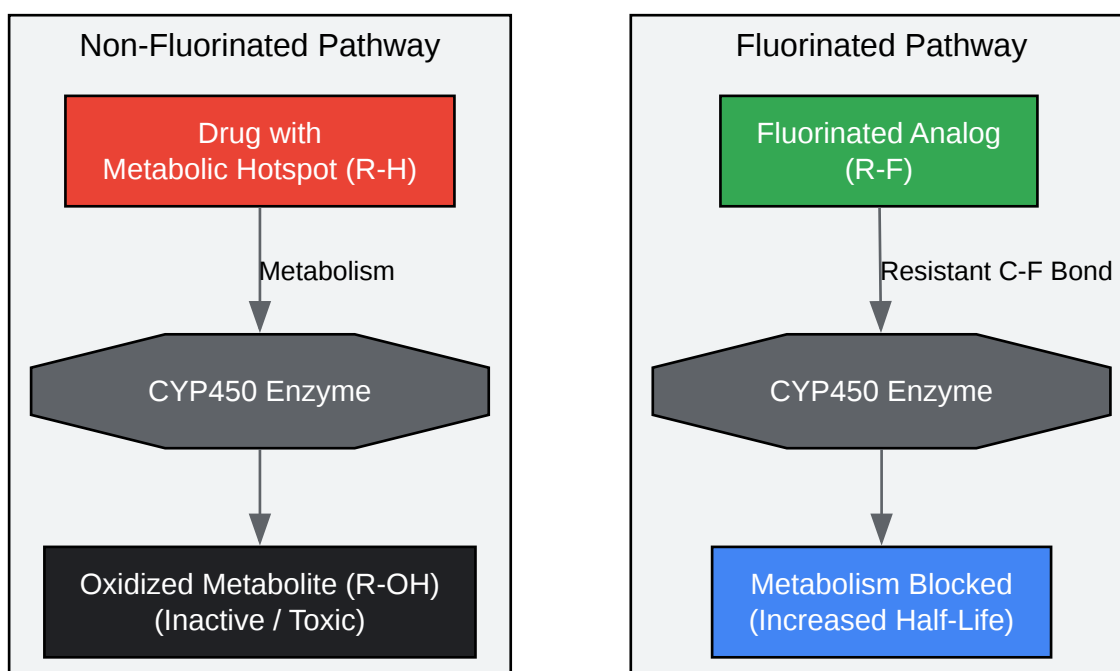 Non-Fluorinated Pathway
Drug with
Metabolic Hotspot (R-H)
Metabolism
CYP450 Enzyme
Oxidized Metabolite (R-OH)
(Inactive / Toxic)
Fluorinated Pathway
Fluorinated Analog
(R-F)
Resistant C-F Bond
CYP450 Enzyme
Metabolism Blocked
(Increased Half-Life)